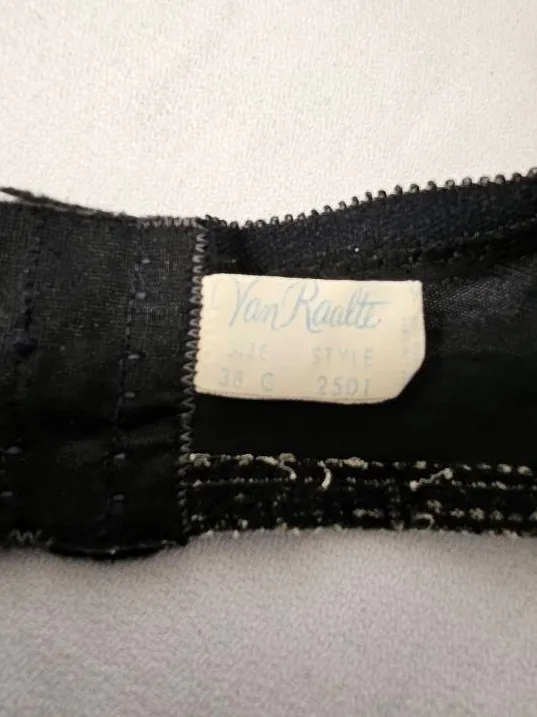 Van Raalte
SIZE STYLE
38 C 2501